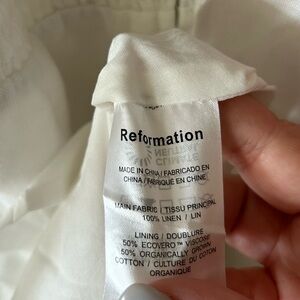 Reformation
MADE IN CHINA / FABRICADO EN
CHINA / FABRIQUÉ EN CHINE
MAIN FABRIC / TISSU PRINCIPAL
100% LINEN / LIN
LINING / DOUBLURE
50% ECOVERO™ VISCOSE
50% ORGANICALLY GROWN
COTTON / CULTURE DU COTON
ORGANIQUE